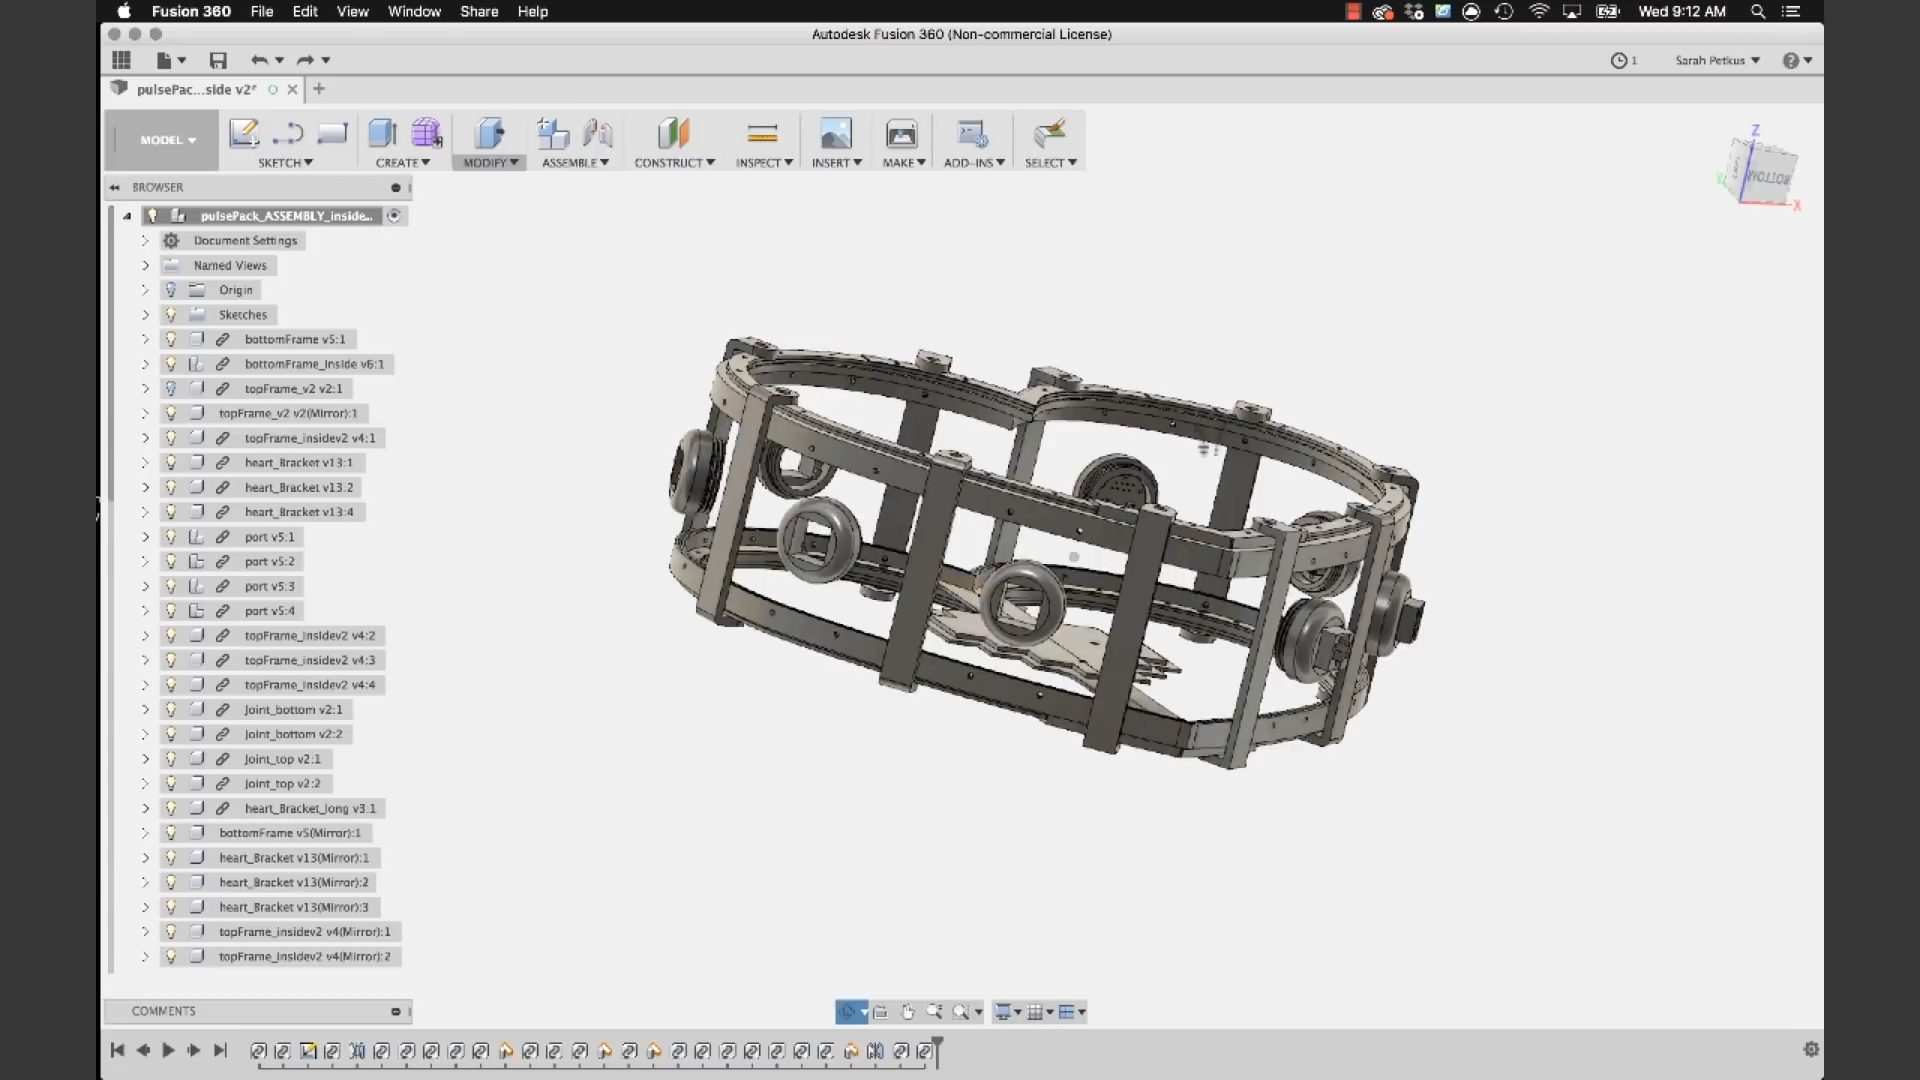 Fusion 360 File Edit View Window Share Help Wed 9:12 AM
Autodesk Fusion 360 (Non-commercial License)
1 Sarah Petkus
pulsePac...side v2*
MODEL SKETCH CREATE MODIFY ASSEMBLE CONSTRUCT INSPECT INSERT MAKE ADD-INS SELECT
BROWSER
pulsePack_ASSEMBLY_inside...
Document Settings
Named Views
Origin
Sketches
bottomFrame v5:1
bottomFrame_Inside v6:1
topFrame_v2 v2:1
topFrame_v2 v2(Mirror):1
topFrame_insidev2 v4:1
heart_Bracket v13:1
heart_Bracket v13:2
heart_Bracket v13:4
port v5:1
port v5:2
port v5:3
port v5:4
topFrame_insidev2 v4:2
topFrame_insidev2 v4:3
topFrame_insidev2 v4:4
Joint_bottom v2:1
Joint_bottom v2:2
Joint_top v2:1
Joint_top v2:2
heart_Bracket_long v3:1
bottomFrame v5(Mirror):1
heart_Bracket v13(Mirror):1
heart_Bracket v13(Mirror):2
heart_Bracket v13(Mirror):3
topFrame_insidev2 v4(Mirror):1
topFrame_insidev2 v4(Mirror):2
COMMENTS
Z
BOTTOM
X